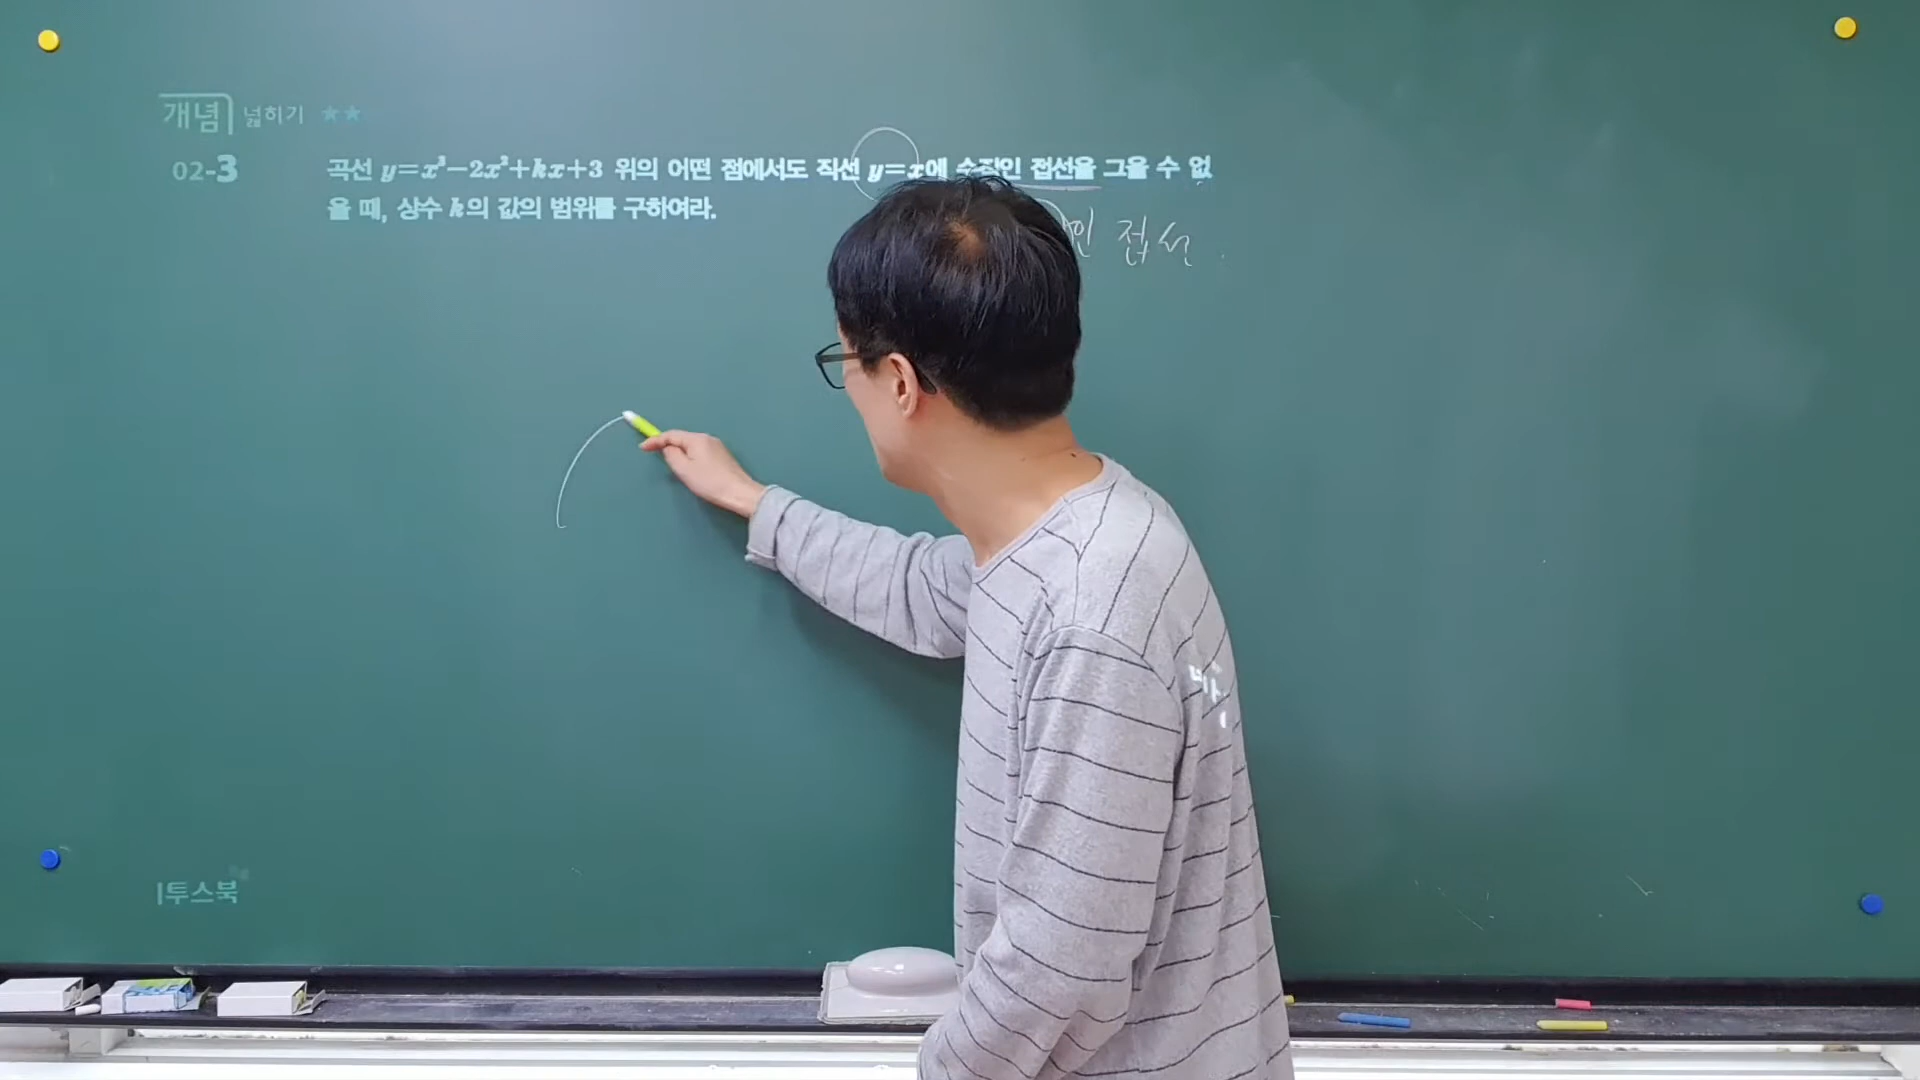 개념 넓히기 ★★
02-3 곡선 y=x³-2x²+kx+3 위의 어떤 점에서도 직선 y=x에 수직인 접선을 그을 수 없
을 때, 상수 k의 값의 범위를 구하여라.
인 접선.
이투스북